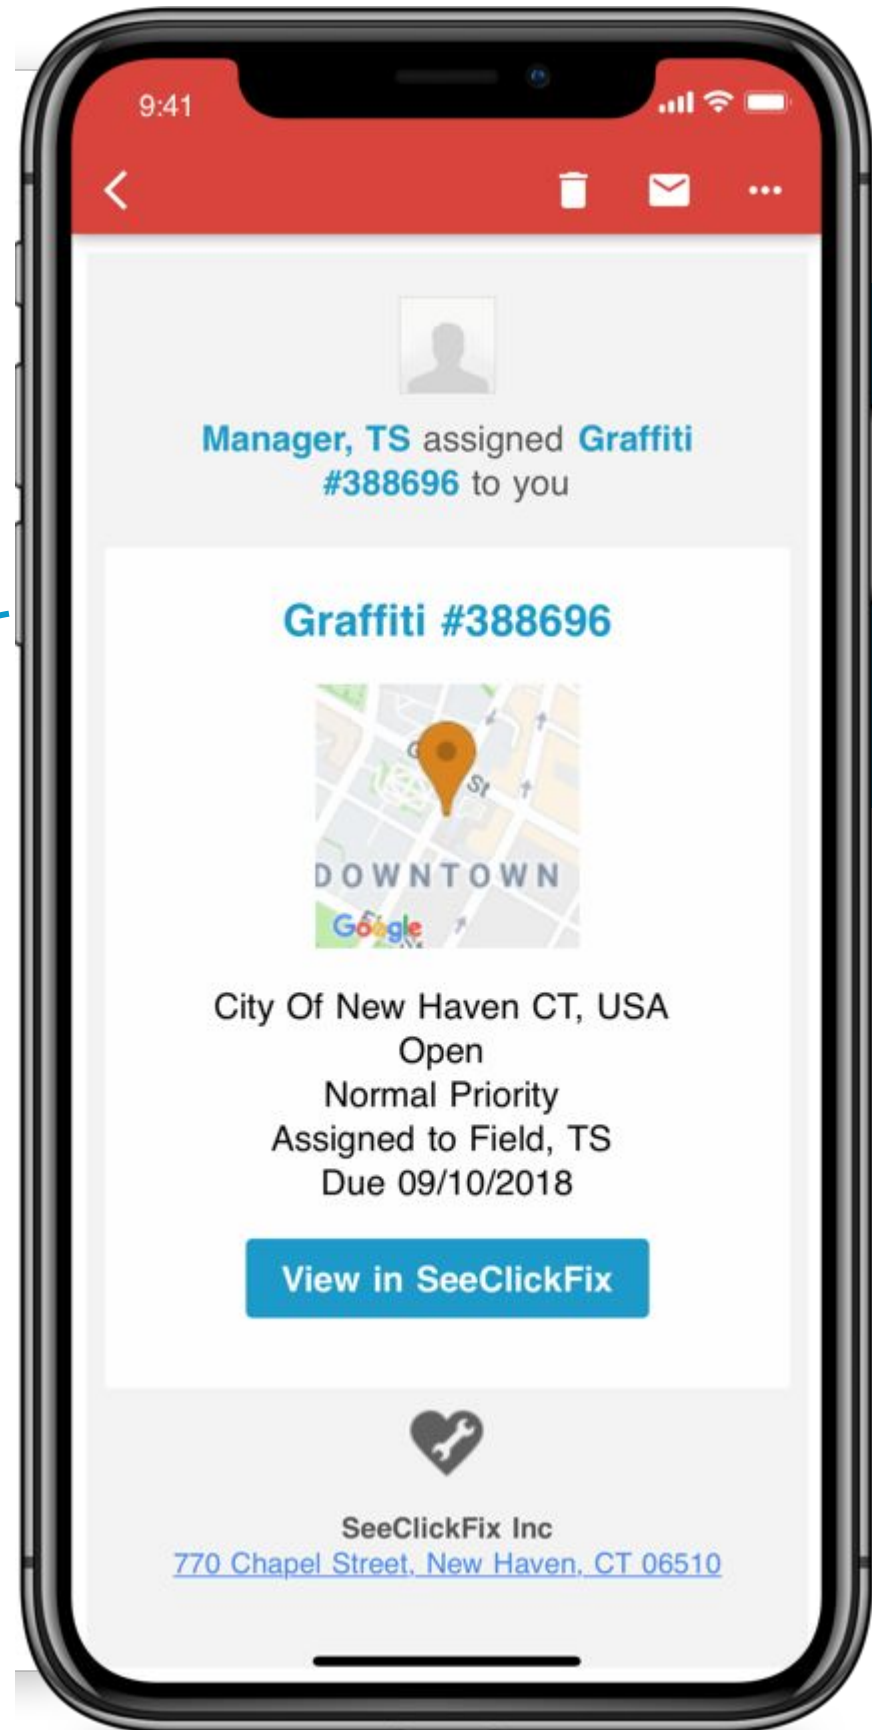 9:41
Manager, TS assigned Graffiti
#388696 to you
Graffiti #388696
St
DOWNTOWN
Google
City Of New Haven CT, USA
Open
Normal Priority
Assigned to Field, TS
Due 09/10/2018
View in SeeClickFix
SeeClickFix Inc
770 Chapel Street, New Haven, CT 06510